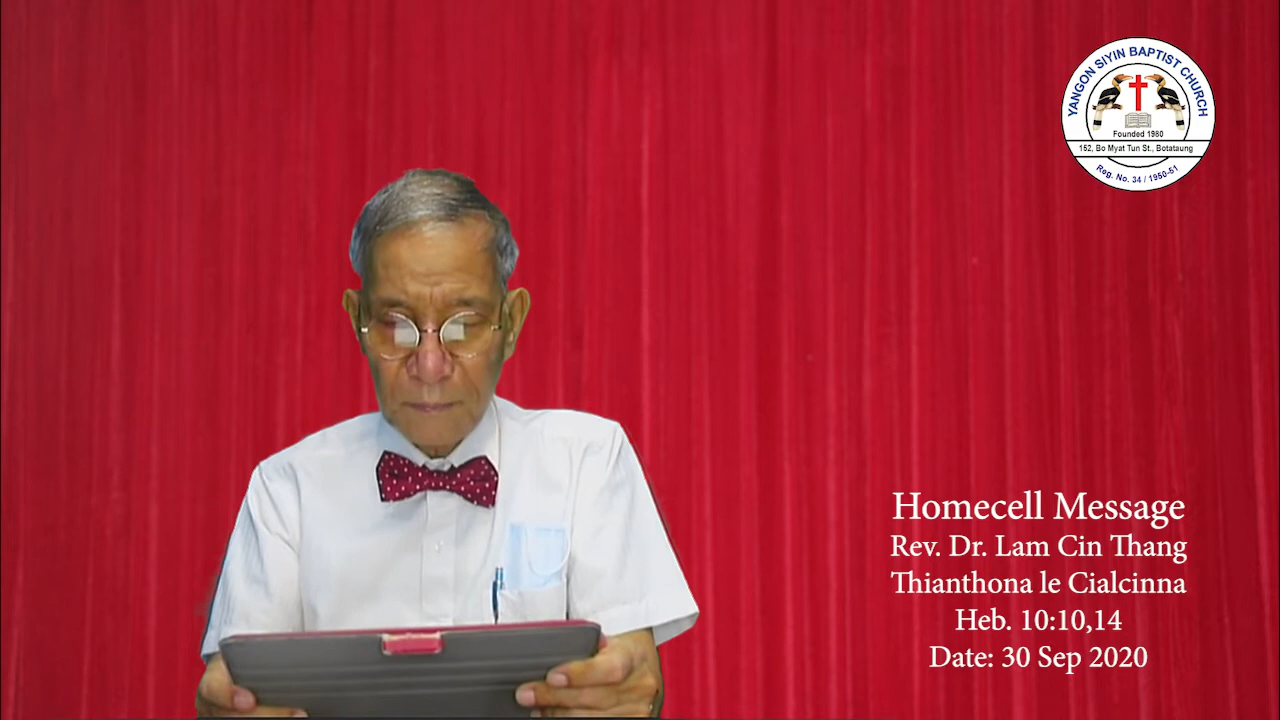 YANGON SIYIN BAPTIST CHURCH
Founded 1980
152, Bo Myat Tun St., Botataung
Reg. No. 34 / 1950-51
Homecell Message
Rev. Dr. Lam Cin Thang
Thianthona le Cialcinna
Heb. 10:10,14
Date: 30 Sep 2020